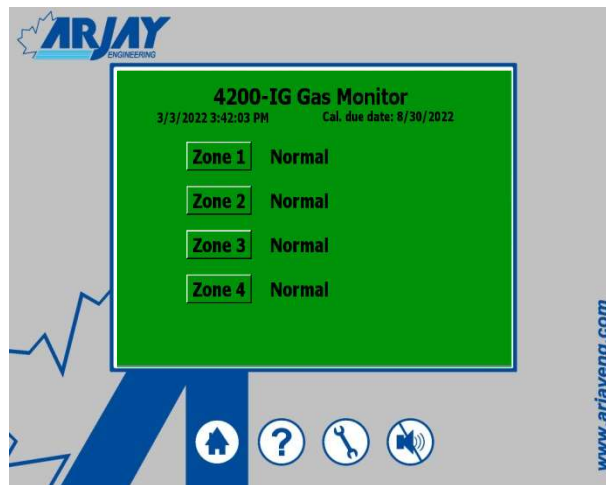 ARJAY
ENGINEERING
4200-IG Gas Monitor
3/3/2022 3:42:03 PM Cal. due date: 8/30/2022
Zone 1 Normal
Zone 2 Normal
Zone 3 Normal
Zone 4 Normal
?
www.arjayeng.com